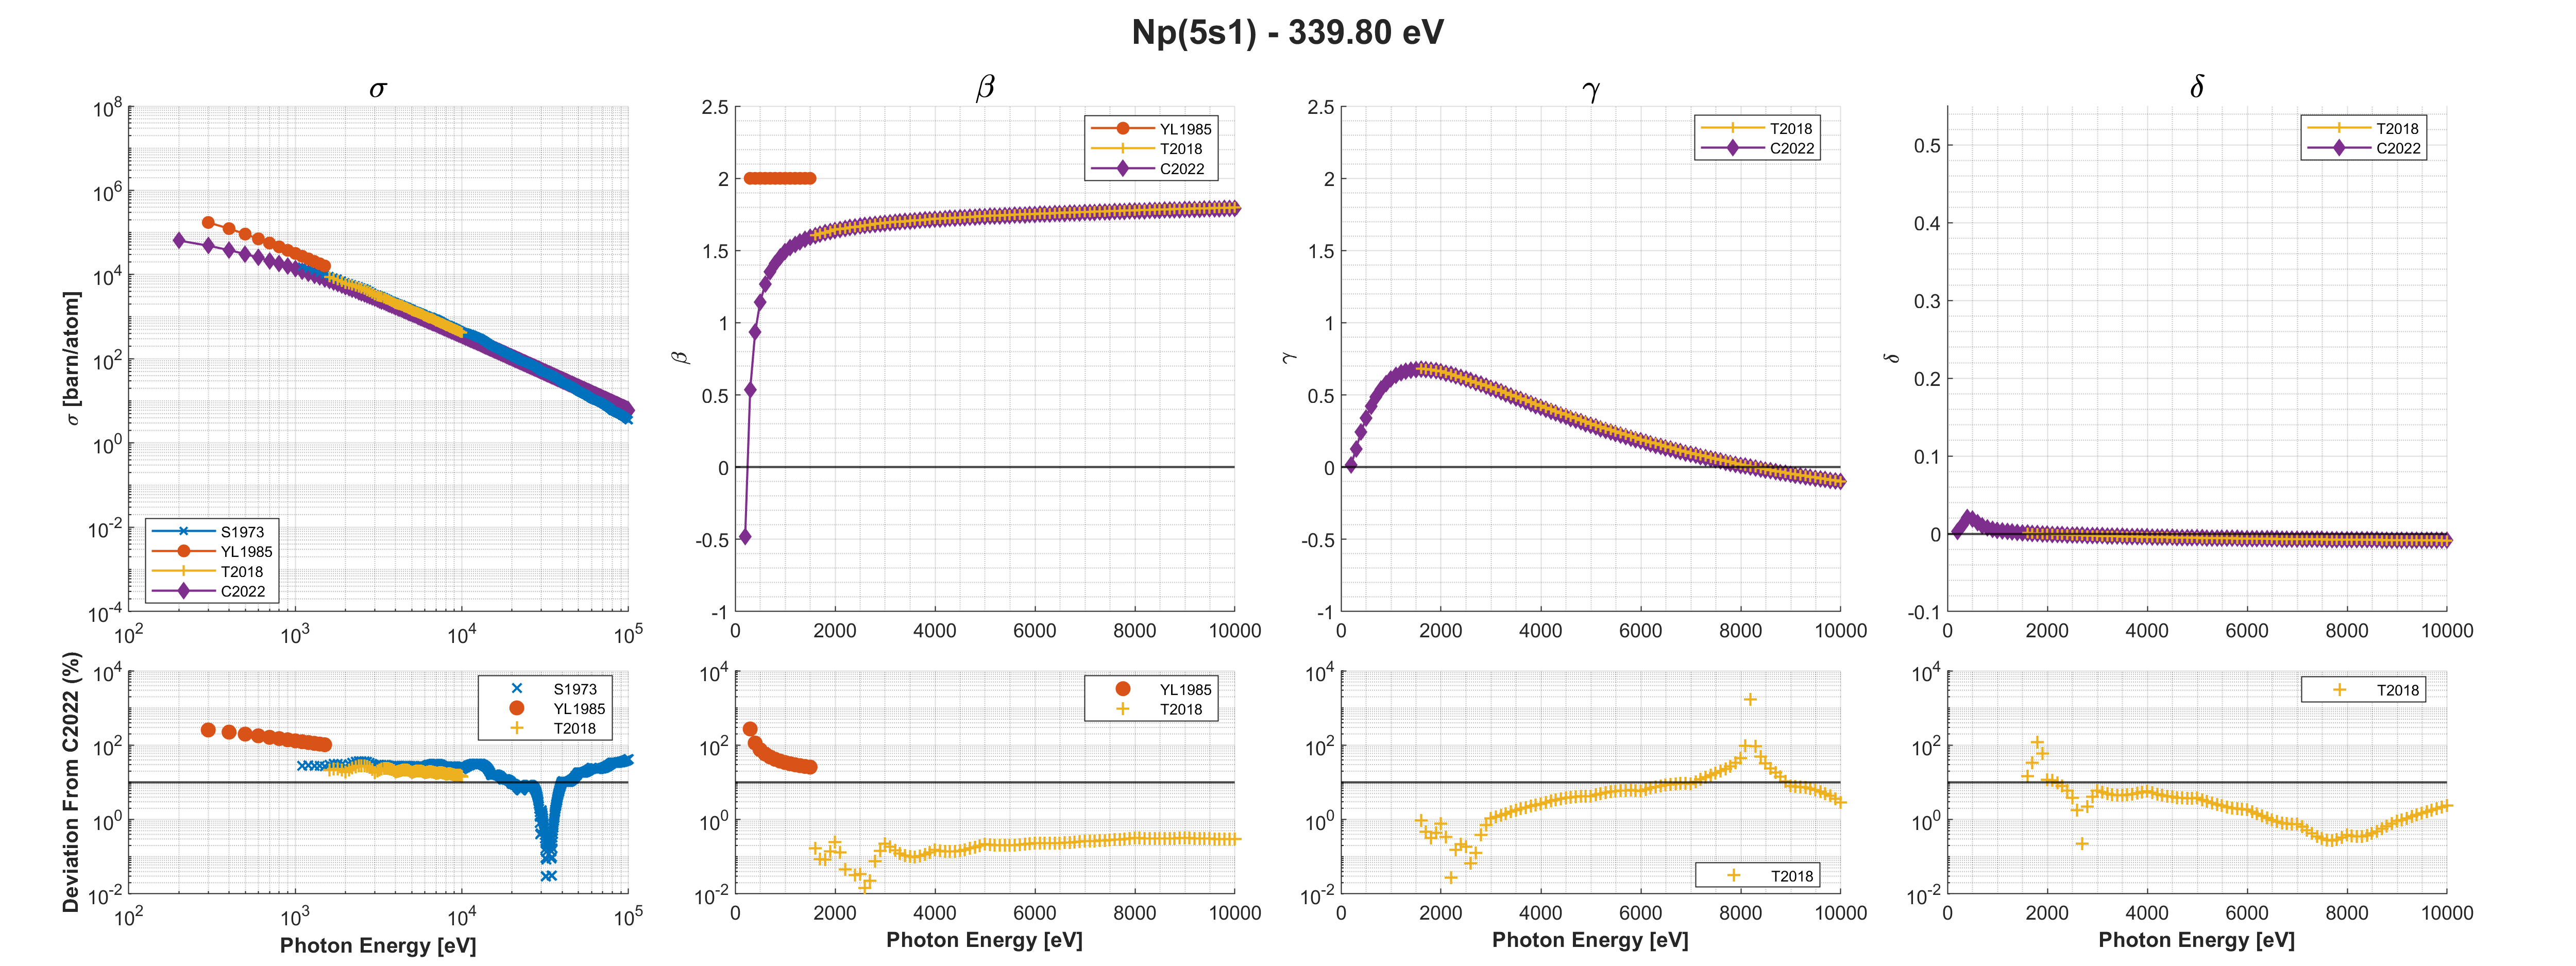 Np(5s1) - 339.80 eV
σ
10^8
10^6
10^4
10^2
10^0
10^-2
10^-4
σ [barn/atom]
S1973
YL1985
T2018
C2022
10^2
10^3
10^4
10^5
β
2.5
2
1.5
1
0.5
0
-0.5
-1
β
YL1985
T2018
C2022
0
2000
4000
6000
8000
10000
γ
2.5
2
1.5
1
0.5
0
-0.5
-1
γ
T2018
C2022
0
2000
4000
6000
8000
10000
δ
0.5
0.4
0.3
0.2
0.1
0
-0.1
δ
T2018
C2022
0
2000
4000
6000
8000
10000
Deviation From C2022 (%)
10^4
10^2
10^0
10^-2
S1973
YL1985
T2018
10^2
10^3
10^4
10^5
Photon Energy [eV]
10^4
10^2
10^0
10^-2
YL1985
T2018
0
2000
4000
6000
8000
10000
Photon Energy [eV]
10^4
10^2
10^0
10^-2
T2018
0
2000
4000
6000
8000
10000
Photon Energy [eV]
10^4
10^2
10^0
10^-2
T2018
0
2000
4000
6000
8000
10000
Photon Energy [eV]